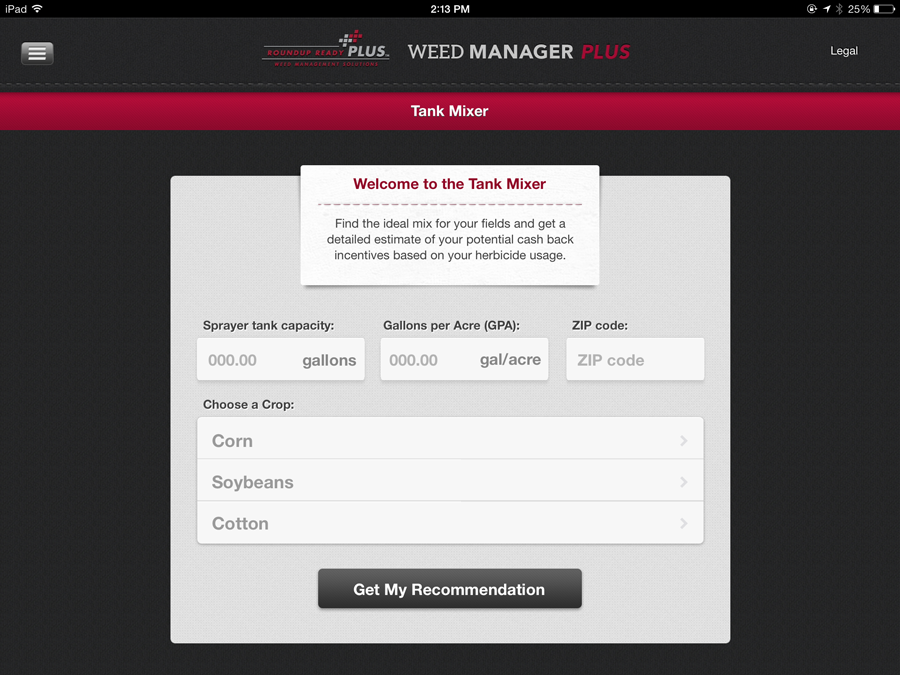 iPad 2:13 PM 25%
ROUNDUP READY PLUS
WEED MANAGEMENT SOLUTIONS
WEED MANAGER PLUS
Legal
Tank Mixer
Welcome to the Tank Mixer
Find the ideal mix for your fields and get a
detailed estimate of your potential cash back
incentives based on your herbicide usage.
Sprayer tank capacity: Gallons per Acre (GPA): ZIP code:
000.00 gallons 000.00 gal/acre ZIP code
Choose a Crop:
Corn
Soybeans
Cotton
Get My Recommendation